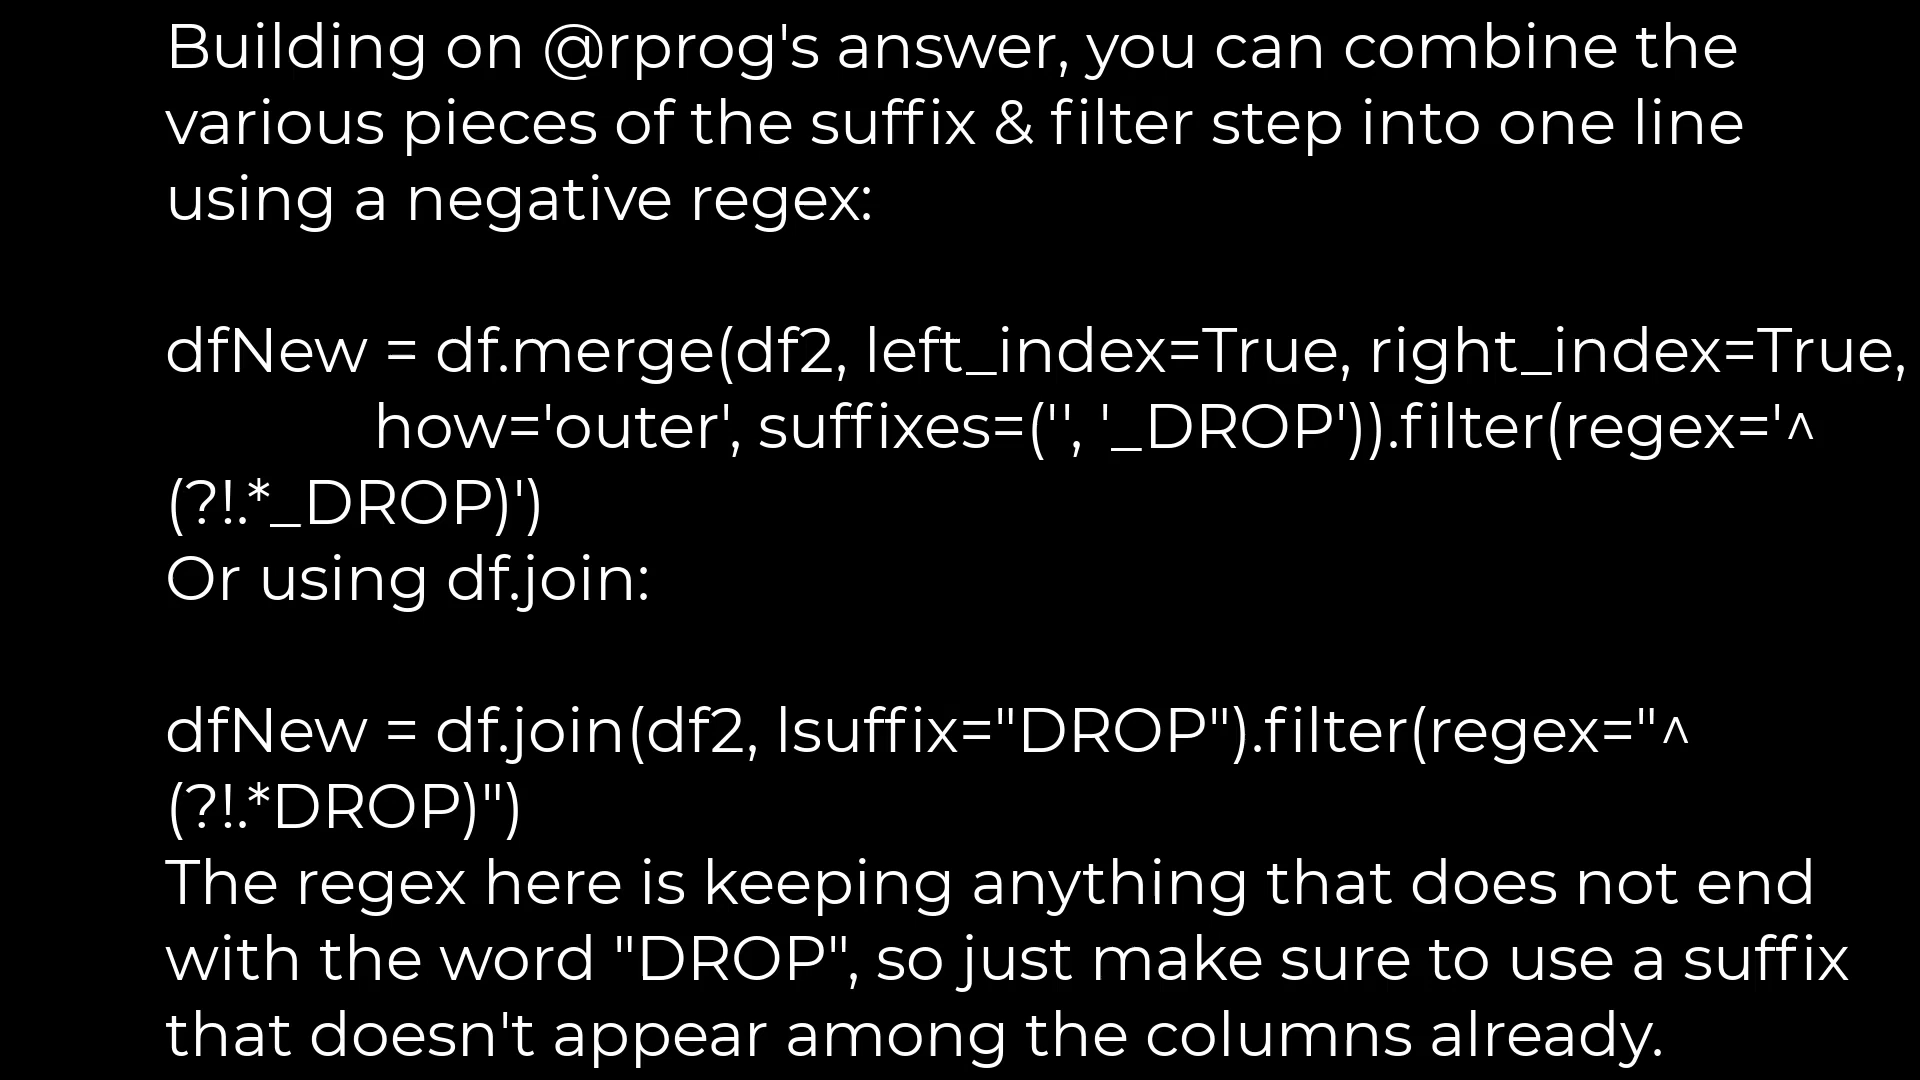 Building on @rprog's answer, you can combine the
various pieces of the suffix & filter step into one line
using a negative regex:
dfNew = df.merge(df2, left_index=True, right_index=True,
how='outer', suffixes=('', '_DROP')).filter(regex='^
(?!.*_DROP)')
Or using df.join:
dfNew = df.join(df2, lsuffix="DROP").filter(regex="^
(?!.*DROP)")
The regex here is keeping anything that does not end
with the word "DROP", so just make sure to use a suffix
that doesn't appear among the columns already.